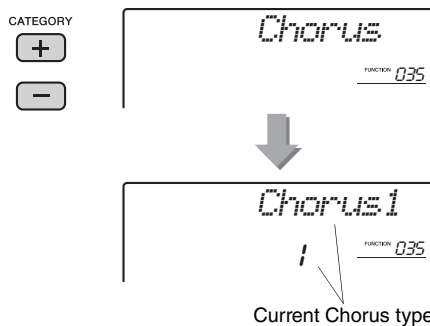 CATEGORY
+
-
Chorus
FUNCTION 035
Chorus1
1
FUNCTION 035
Current Chorus type